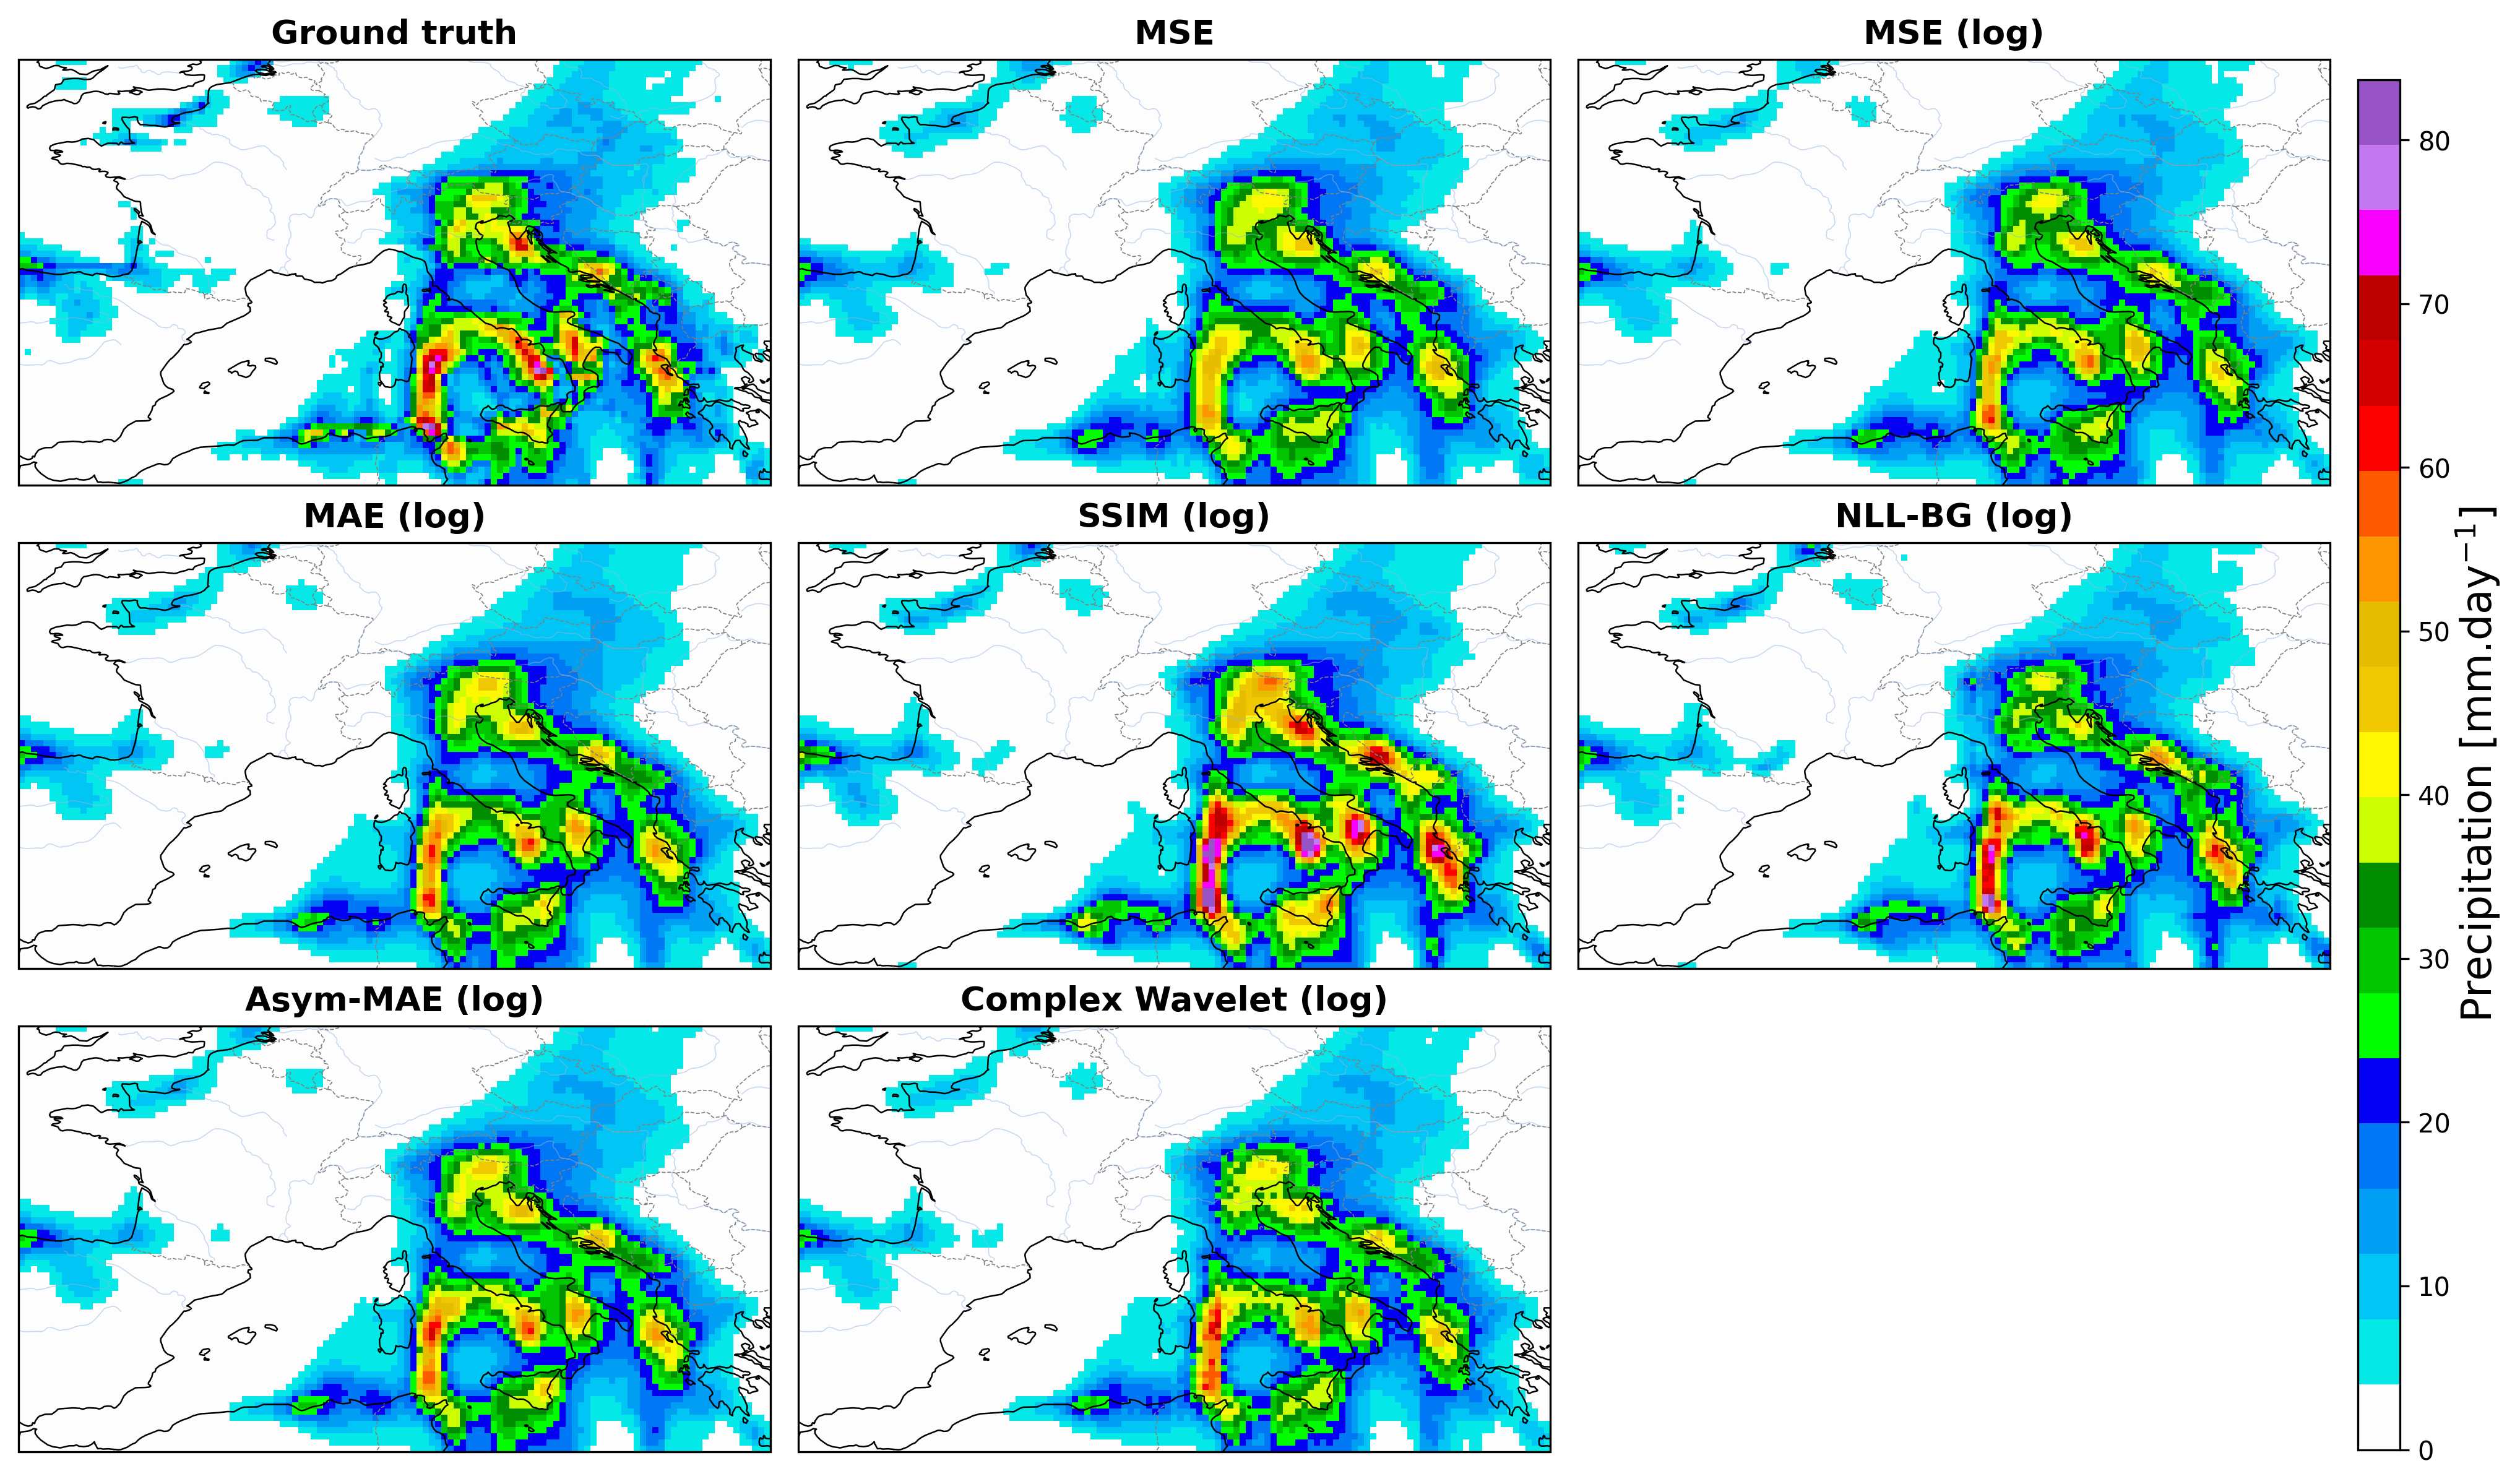 Ground truth
MSE
MSE (log)
MAE (log)
SSIM (log)
NLL-BG (log)
Asym-MAE (log)
Complex Wavelet (log)
80
70
60
50
40
30
20
10
0
Precipitation [mm.day⁻¹]